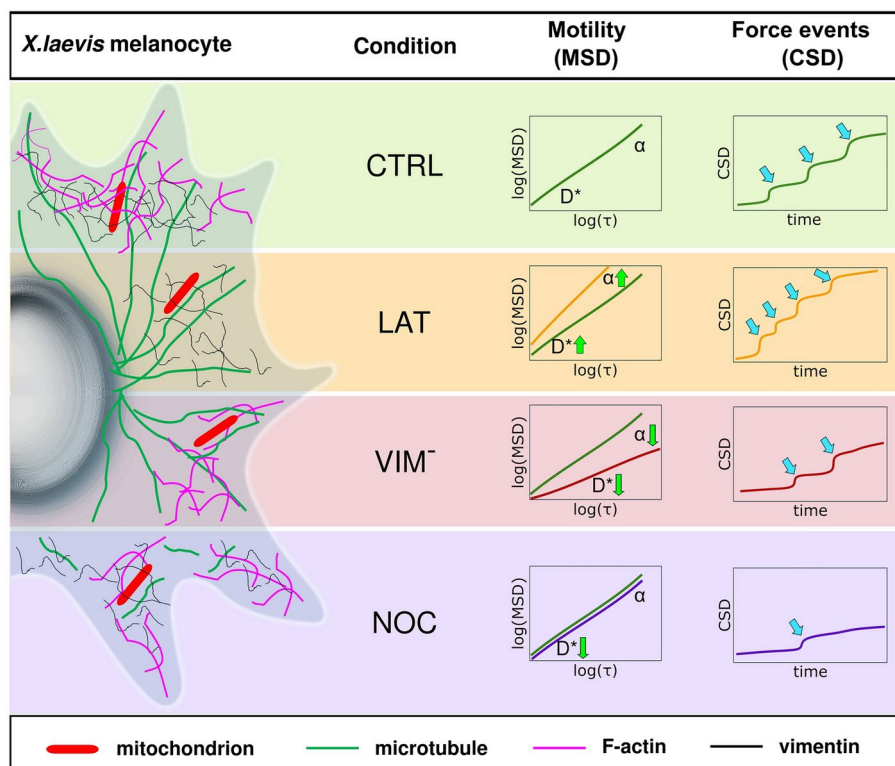 X.laevis melanocyte
Condition
Motility
(MSD)
Force events
(CSD)
CTRL
log(MSD)
α
D*
log(τ)
CSD
time
LAT
log(MSD)
α
D*
log(τ)
CSD
time
VIM⁻
log(MSD)
α
D*
log(τ)
CSD
time
NOC
log(MSD)
α
D*
log(τ)
CSD
time
mitochondrion
microtubule
F-actin
vimentin